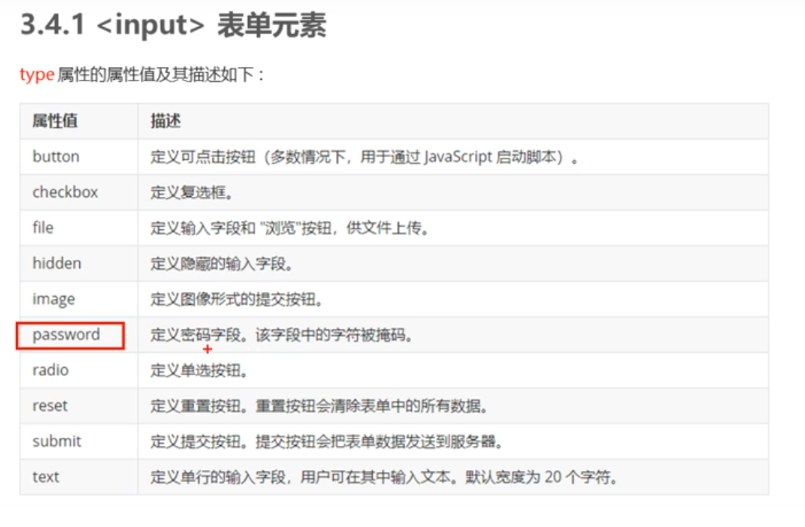 3.4.1 <input> 表单元素
type 属性的属性值及其描述如下：
属性值 描述
button 定义可点击按钮（多数情况下，用于通过 JavaScript 启动脚本）。
checkbox 定义复选框。
file 定义输入字段和 "浏览"按钮，供文件上传。
hidden 定义隐藏的输入字段。
image 定义图像形式的提交按钮。
password 定义密码字段。该字段中的字符被掩码。
radio 定义单选按钮。
reset 定义重置按钮。重置按钮会清除表单中的所有数据。
submit 定义提交按钮。提交按钮会把表单数据发送到服务器。
text 定义单行的输入字段，用户可在其中输入文本。默认宽度为 20 个字符。